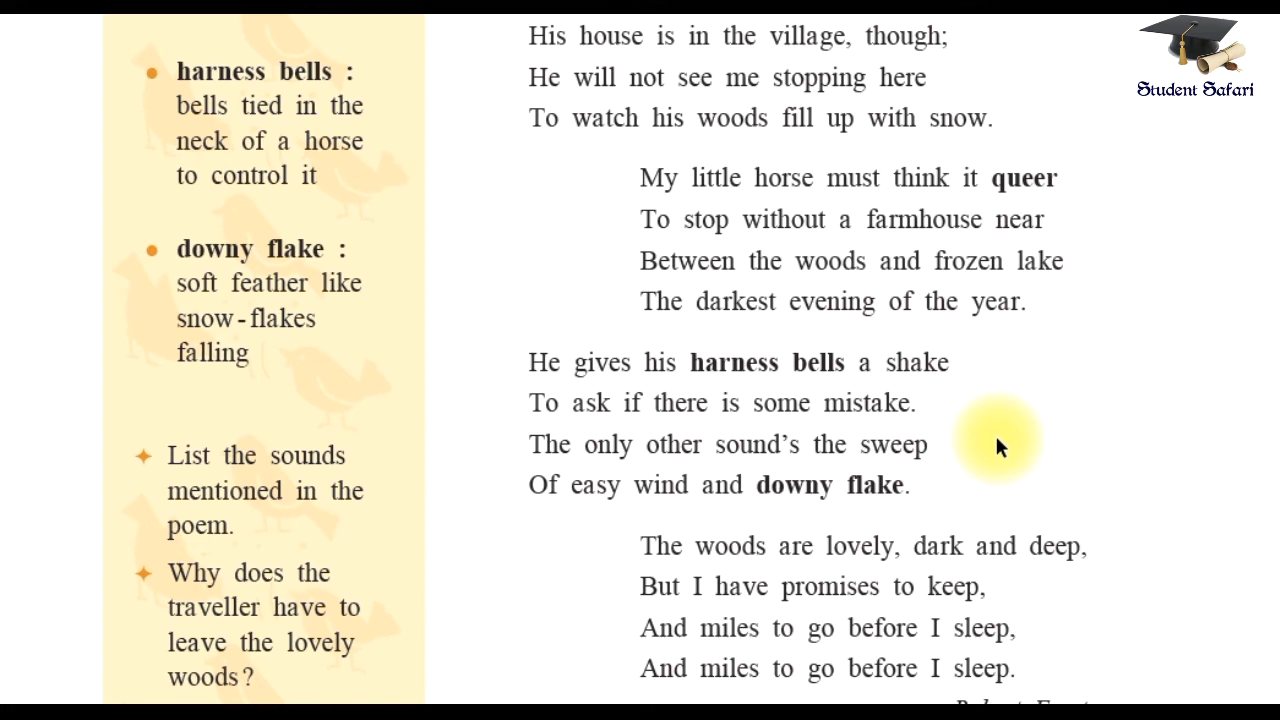 harness bells :
bells tied in the
neck of a horse
to control it
downy flake :
soft feather like
snow-flakes
falling
List the sounds
mentioned in the
poem.
Why does the
traveller have to
leave the lovely
woods?
His house is in the village, though;
He will not see me stopping here
To watch his woods fill up with snow.
My little horse must think it queer
To stop without a farmhouse near
Between the woods and frozen lake
The darkest evening of the year.
He gives his harness bells a shake
To ask if there is some mistake.
The only other sound's the sweep
Of easy wind and downy flake.
The woods are lovely, dark and deep,
But I have promises to keep,
And miles to go before I sleep,
And miles to go before I sleep.
Student Safari